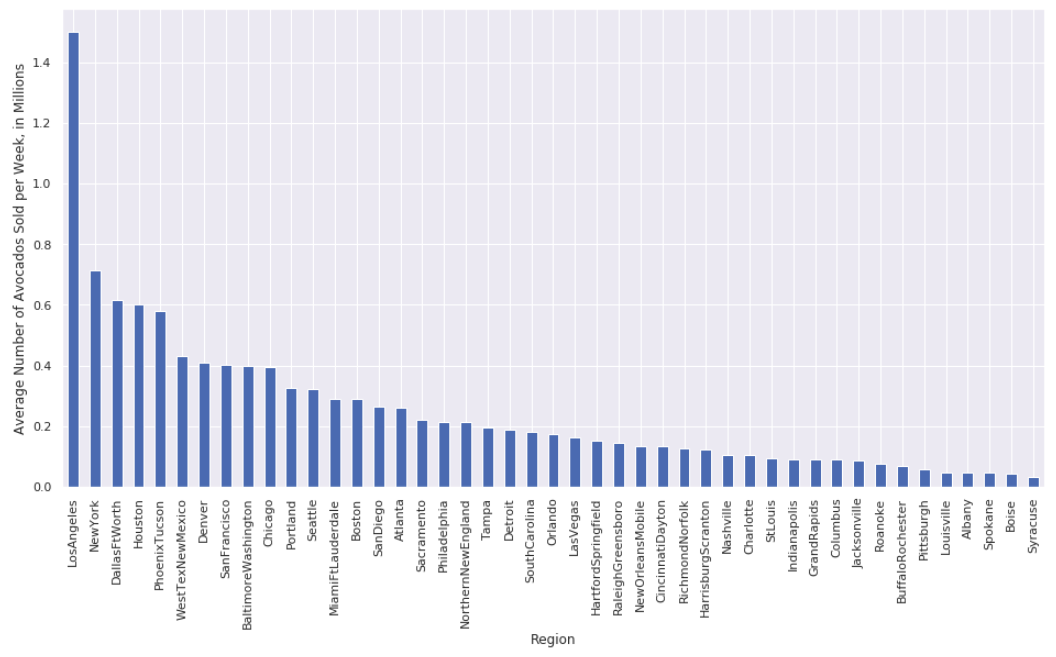 Average Number of Avocados Sold per Week, in Millions
1.4
1.2
1.0
0.8
0.6
0.4
0.2
0.0
LosAngeles
NewYork
DallasFtWorth
Houston
PhoenixTucson
WestTexNewMexico
Denver
SanFrancisco
BaltimoreWashington
Chicago
Portland
Seattle
MiamiFtLauderdale
Boston
SanDiego
Atlanta
Sacramento
Philadelphia
NorthernNewEngland
Tampa
Detroit
SouthCarolina
Orlando
LasVegas
HartfordSpringfield
RaleighGreensboro
NewOrleansMobile
CincinnatiDayton
RichmondNorfolk
HarrisburgScranton
Nashville
Charlotte
StLouis
Indianapolis
GrandRapids
Columbus
Jacksonville
Roanoke
BuffaloRochester
Pittsburgh
Louisville
Albany
Spokane
Boise
Syracuse
Region